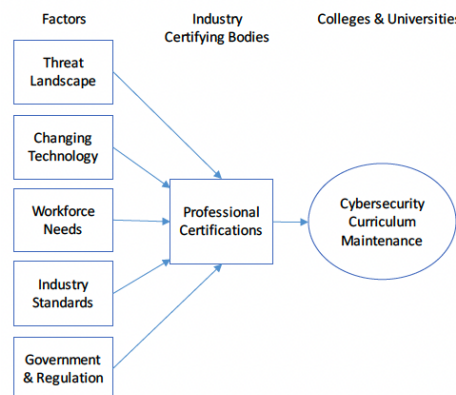 Factors
Industry
Certifying Bodies
Colleges & Universities
Threat
Landscape
Changing
Technology
Workforce
Needs
Industry
Standards
Government
& Regulation
Professional
Certifications
Cybersecurity
Curriculum
Maintenance